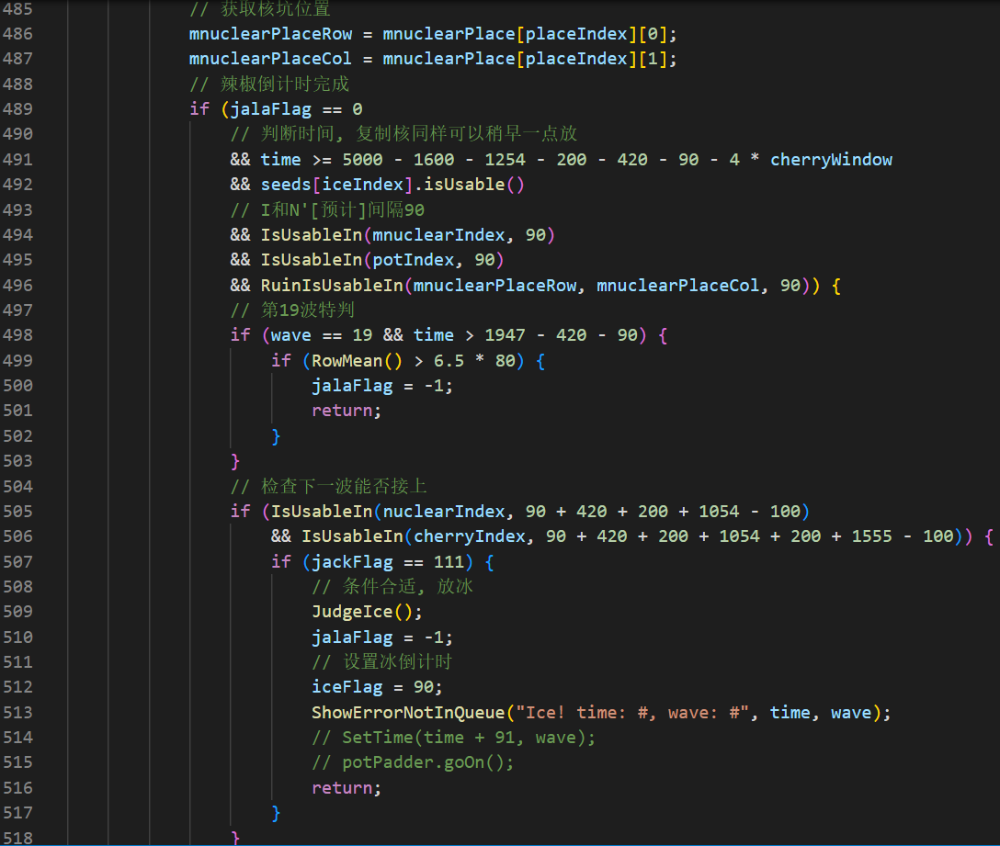 485 // 获取核坑位置
486 mnuclearPlaceRow = mnuclearPlace[placeIndex][0];
487 mnuclearPlaceCol = mnuclearPlace[placeIndex][1];
488 // 辣椒倒计时完成
489 if (jalaFlag == 0
490 // 判断时间, 复制核同样可以稍早一点放
491 && time >= 5000 - 1600 - 1254 - 200 - 420 - 90 - 4 * cherryWindow
492 && seeds[iceIndex].isUsable()
493 // I和N'[预计]间隔90
494 && IsUsableIn(mnuclearIndex, 90)
495 && IsUsableIn(potIndex, 90)
496 && RuinIsUsableIn(mnuclearPlaceRow, mnuclearPlaceCol, 90)) {
497 // 第19波特判
498 if (wave == 19 && time > 1947 - 420 - 90) {
499 if (RowMean() > 6.5 * 80) {
500 jalaFlag = -1;
501 return;
502 }
503 }
504 // 检查下一波能否接上
505 if (IsUsableIn(nuclearIndex, 90 + 420 + 200 + 1054 - 100)
506 && IsUsableIn(cherryIndex, 90 + 420 + 200 + 1054 + 200 + 1555 - 100)) {
507 if (jackFlag == 111) {
508 // 条件合适, 放冰
509 JudgeIce();
510 jalaFlag = -1;
511 // 设置冰倒计时
512 iceFlag = 90;
513 ShowErrorNotInQueue("Ice! time: #, wave: #", time, wave);
514 // SetTime(time + 91, wave);
515 // potPadder.goOn();
516 return;
517 }
518 }